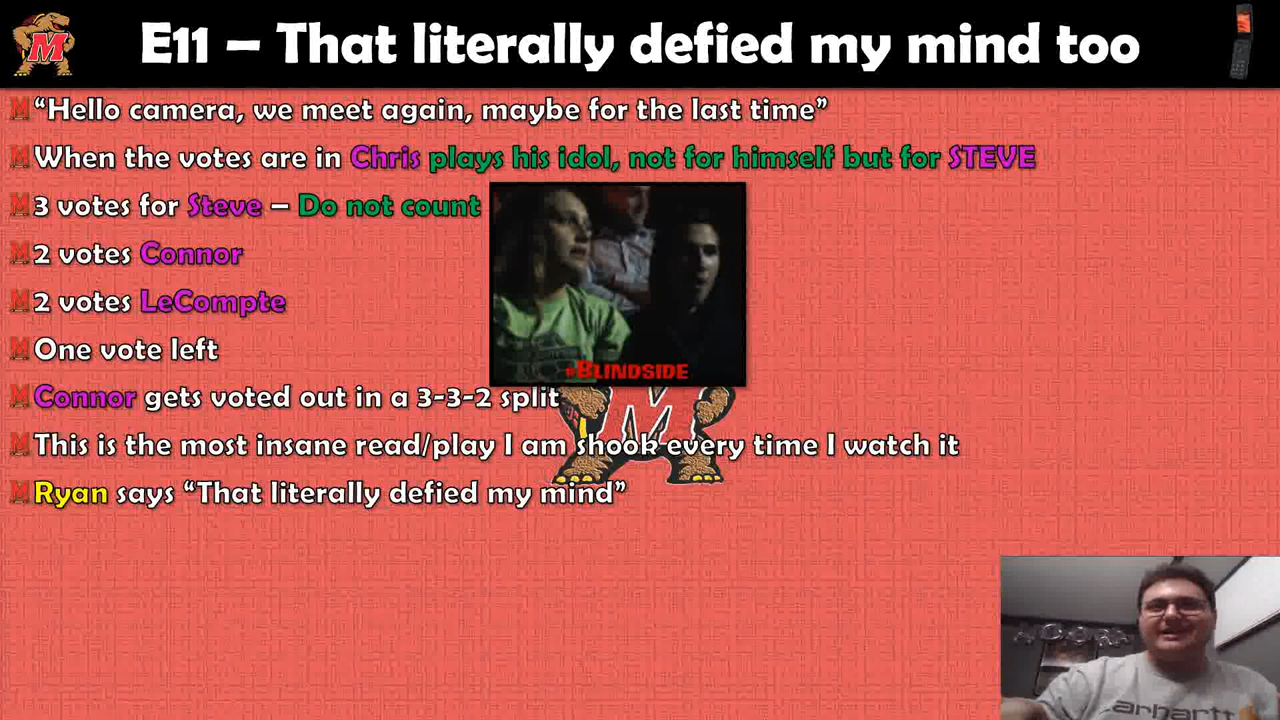 E11 – That literally defied my mind too
“Hello camera, we meet again, maybe for the last time”
When the votes are in Chris plays his idol, not for himself but for STEVE
3 votes for Steve – Do not count
2 votes Connor
2 votes LeCompte
One vote left
#BLINDSIDE
Connor gets voted out in a 3-3-2 split
This is the most insane read/play I am shook every time I watch it
Ryan says “That literally defied my mind”
M
M
carhartt